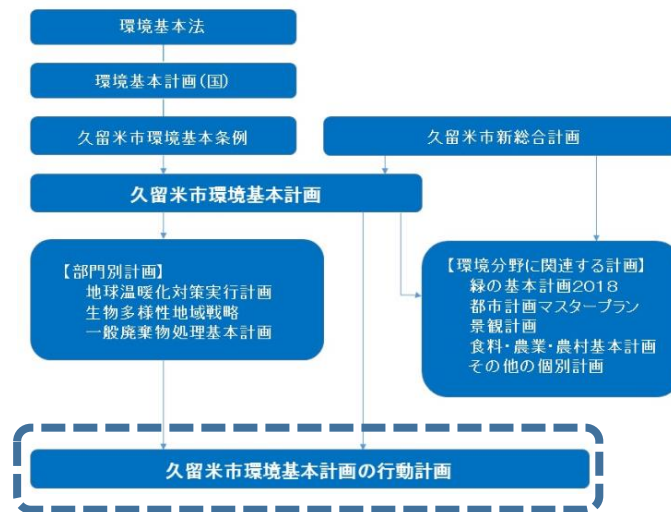 環境基本法
環境基本計画(国)
久留米市環境基本条例
久留米市新総合計画
久留米市環境基本計画
【部門別計画】
地球温暖化対策実行計画
生物多様性地域戦略
一般廃棄物処理基本計画
【環境分野に関連する計画】
緑の基本計画2018
都市計画マスタープラン
景観計画
食料・農業・農村基本計画
その他の個別計画
久留米市環境基本計画の行動計画